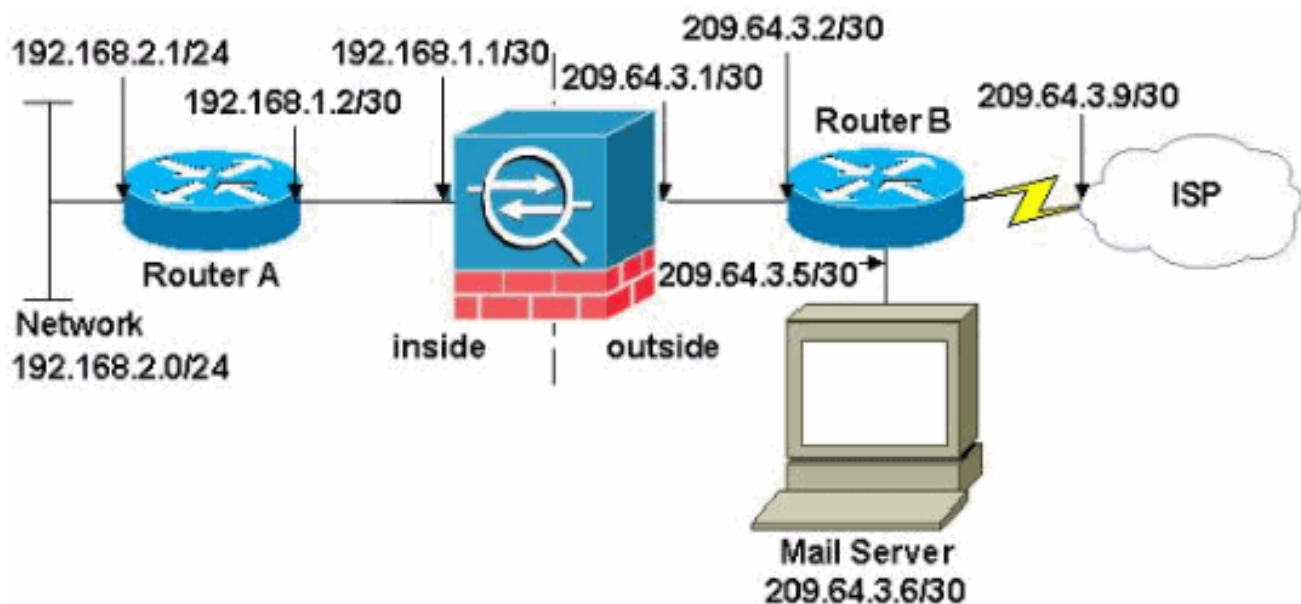 209.64.3.2/30
192.168.2.1/24
192.168.1.1/30
209.64.3.1/30
192.168.1.2/30
209.64.3.9/30
Router B
ISP
Router A
209.64.3.5/30
Network
192.168.2.0/24
inside
outside
Mail Server
209.64.3.6/30